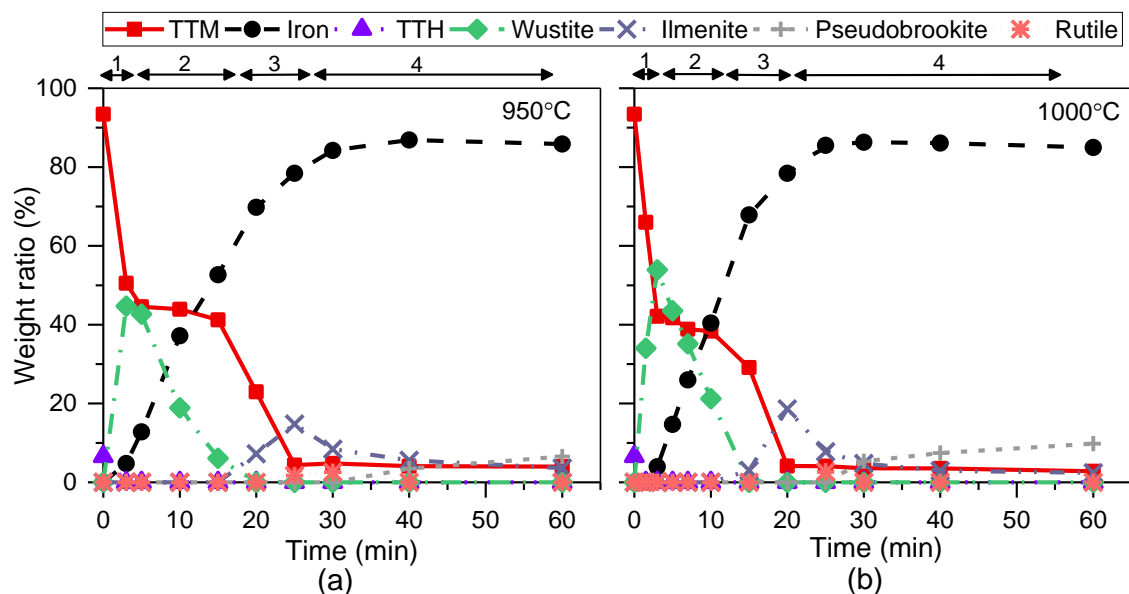 TTM Iron TTH Wustite Ilmenite Pseudobrookite Rutile
1 2 3 4 1 2 3 4
100
80
60
40
20
0
Weight ratio (%)
950°C 1000°C
0 10 20 30 40 50 60 0 10 20 30 40 50 60
Time (min) Time (min)
(a) (b)